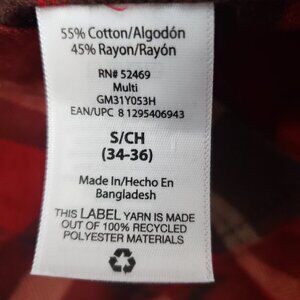 55% Cotton/Algodón
45% Rayon/Rayón
RN# 52469
Multi
GM31Y053H
EAN/UPC 8 1295406943
S/CH
(34-36)
Made In/Hecho En
Bangladesh
THIS LABEL YARN IS MADE
OUT OF 100% RECYCLED
POLYESTER MATERIALS